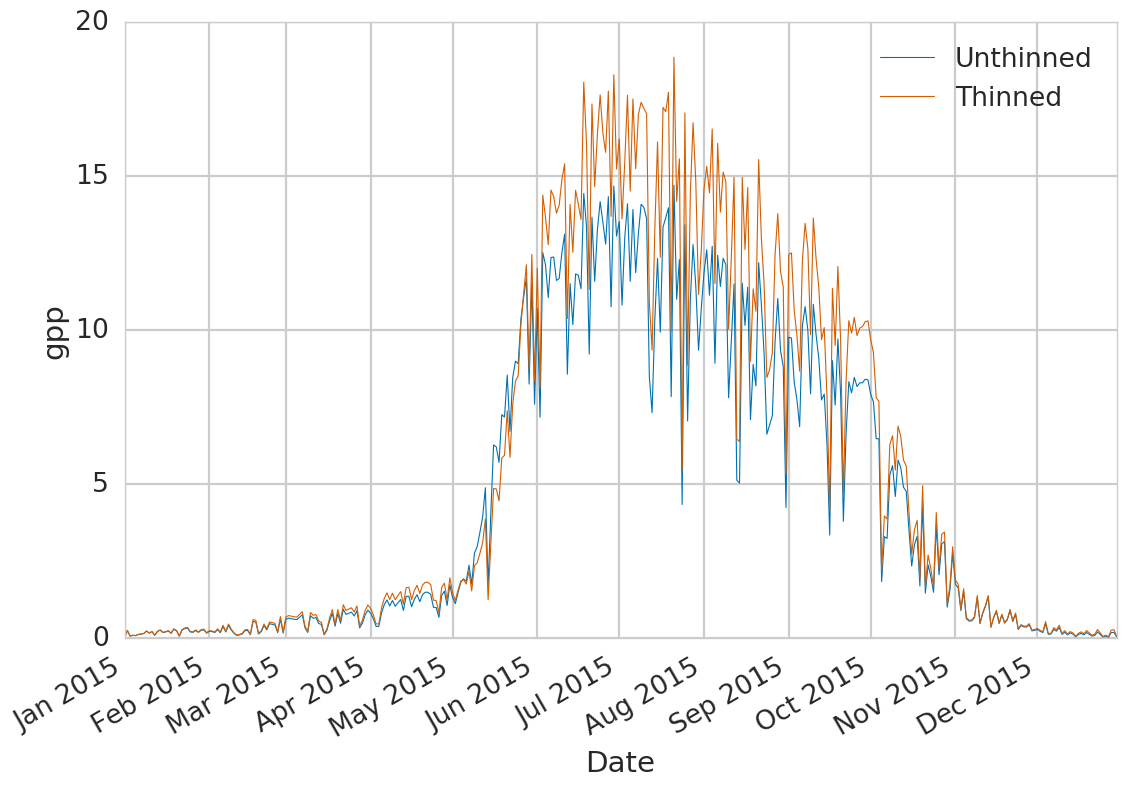 20
15
10
5
0
gpp
Unthinned
Thinned
Jan 2015
Feb 2015
Mar 2015
Apr 2015
May 2015
Jun 2015
Jul 2015
Aug 2015
Sep 2015
Oct 2015
Nov 2015
Dec 2015
Date